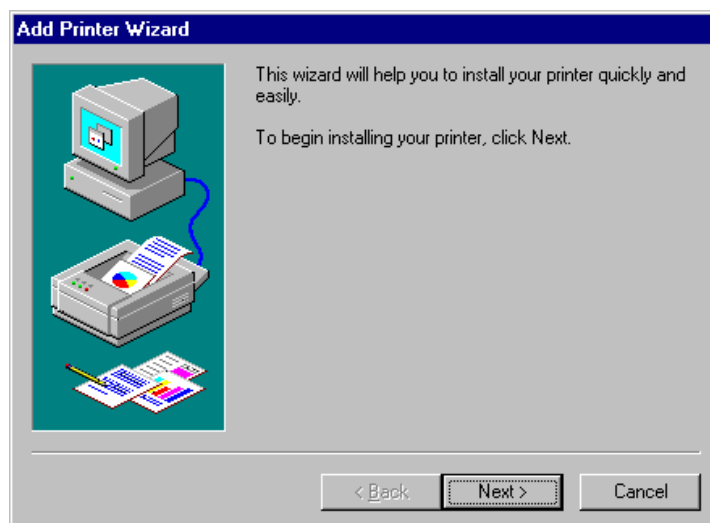 Add Printer Wizard
This wizard will help you to install your printer quickly and
easily.
To begin installing your printer, click Next.
< Back
Next >
Cancel